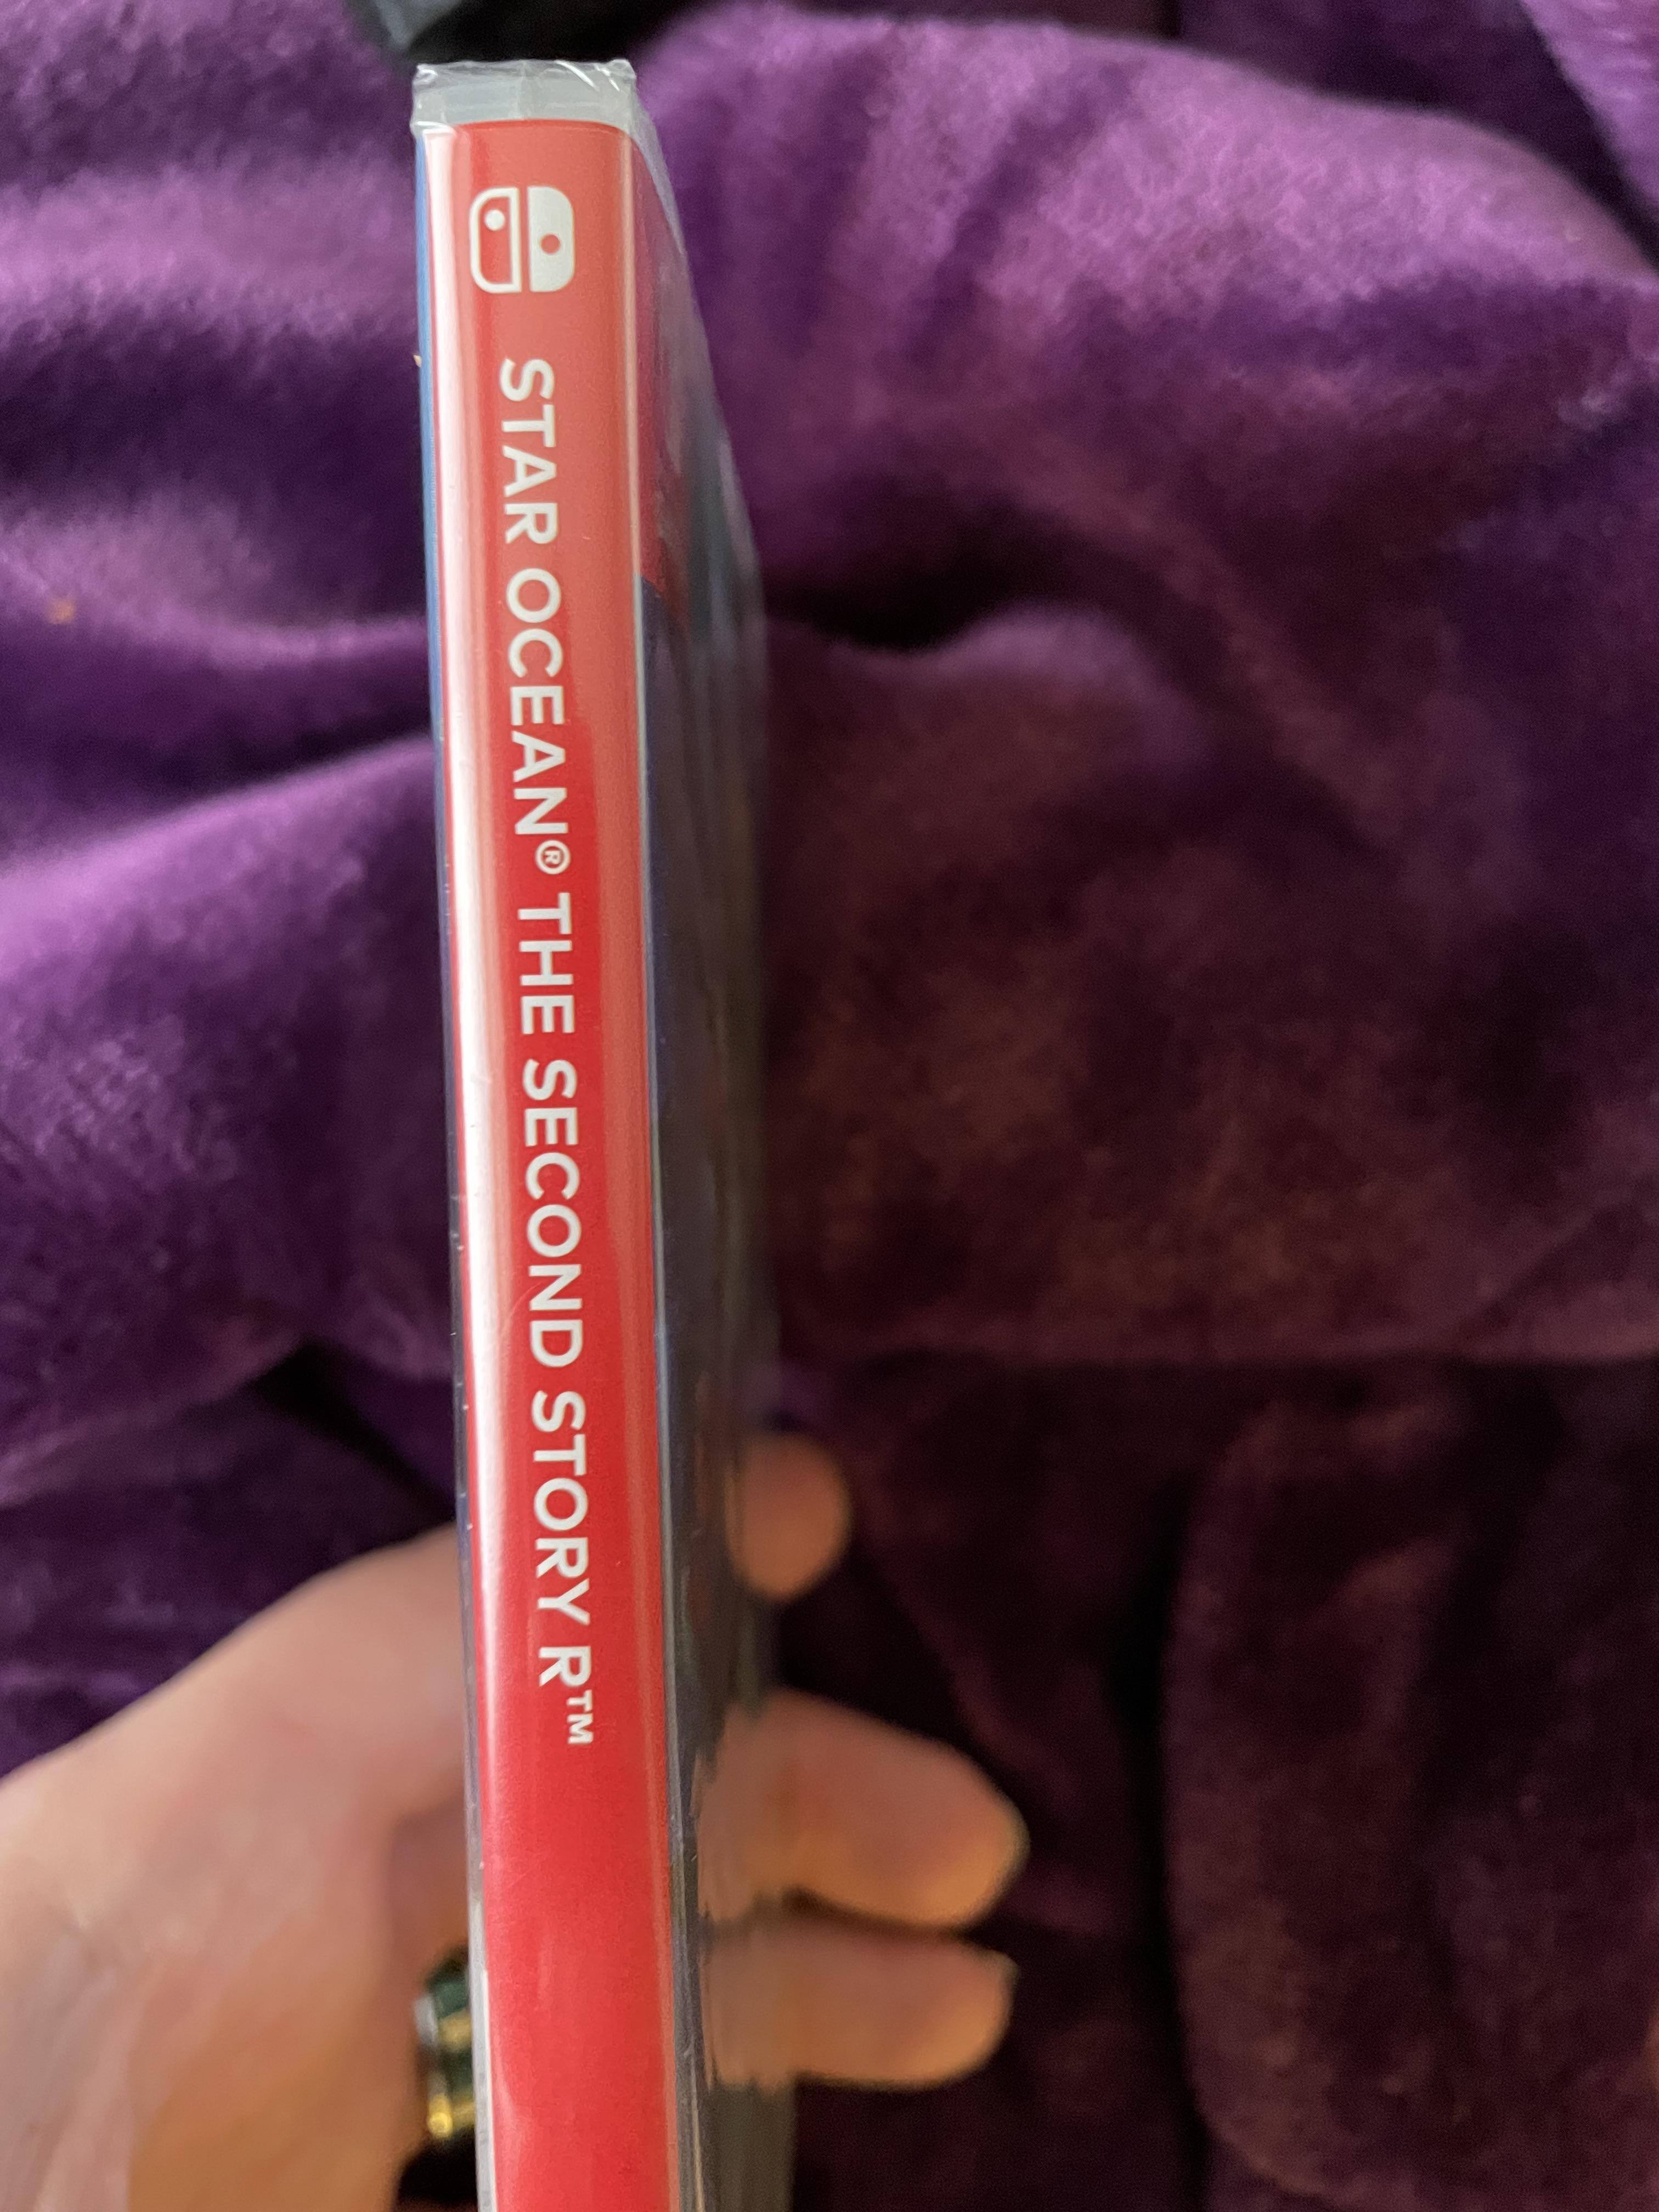 STAR OCEAN® THE SECOND STORY R™